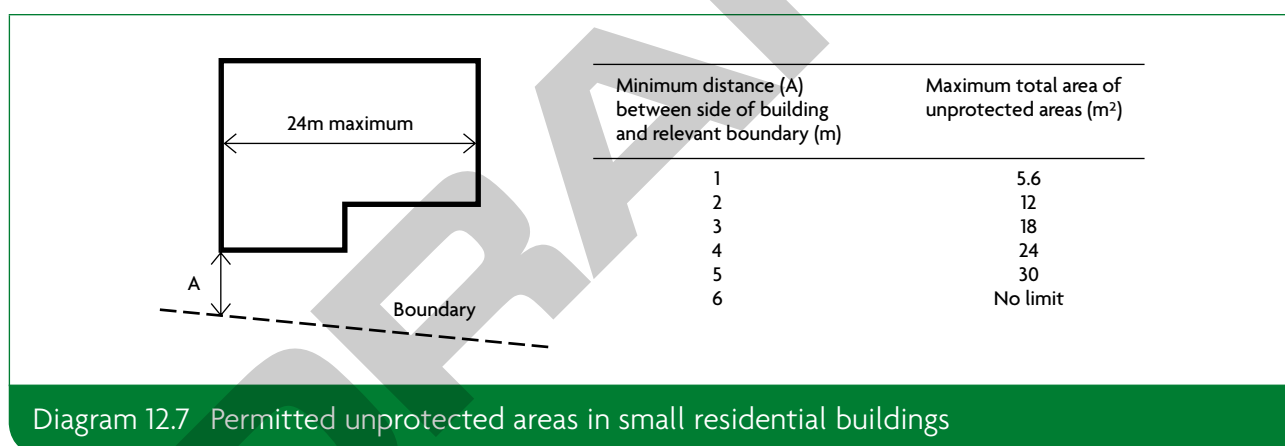 24m maximum
A
Boundary
Minimum distance (A)
between side of building
and relevant boundary (m)
Maximum total area of
unprotected areas (m²)
1 5.6
2 12
3 18
4 24
5 30
6 No limit
DRAF
Diagram 12.7 Permitted unprotected areas in small residential buildings